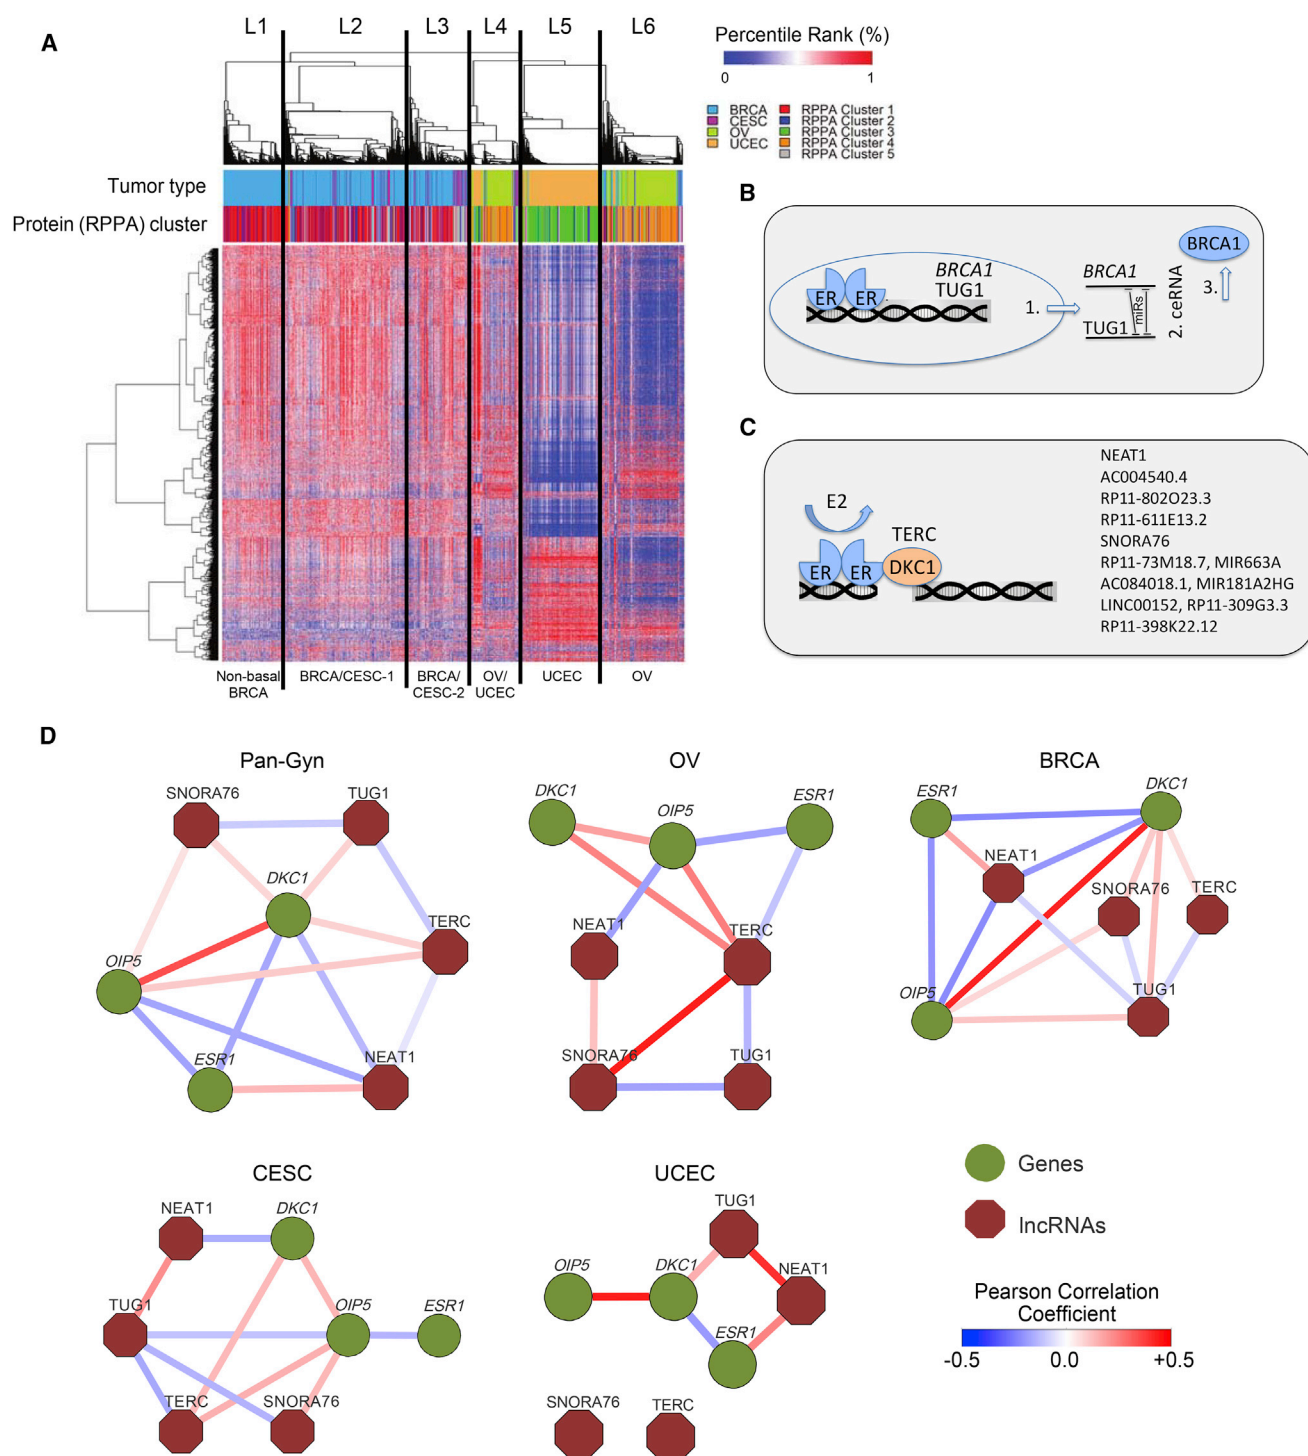 A
L1 L2 L3 L4 L5 L6
Percentile Rank (%)
0 1
BRCA RPPA Cluster 1
CESC RPPA Cluster 2
OV RPPA Cluster 3
UCEC RPPA Cluster 4
RPPA Cluster 5
Tumor type
Protein (RPPA) cluster
Non-basal BRCA/CESC-1 BRCA/ OV/ UCEC OV
BRCA CESC-2 UCEC
B
BRCA1
TUG1
ER ER
1.
BRCA1
TUG1
miRs
2. ceRNA
3.
BRCA1
C
E2
TERC
ER ER DKC1
NEAT1
AC004540.4
RP11-802O23.3
RP11-611E13.2
SNORA76
RP11-73M18.7, MIR663A
AC084018.1, MIR181A2HG
LINC00152, RP11-309G3.3
RP11-398K22.12
D
Pan-Gyn
SNORA76 TUG1
DKC1
TERC
OIP5
ESR1 NEAT1
OV
DKC1 OIP5 ESR1
NEAT1 TERC
SNORA76 TUG1
BRCA
ESR1 DKC1
NEAT1
SNORA76 TERC
OIP5 TUG1
CESC
NEAT1 DKC1
TUG1 OIP5 ESR1
TERC SNORA76
UCEC
TUG1
OIP5 DKC1 NEAT1
ESR1
SNORA76 TERC
Genes
lncRNAs
Pearson Correlation
Coefficient
-0.5 0.0 +0.5